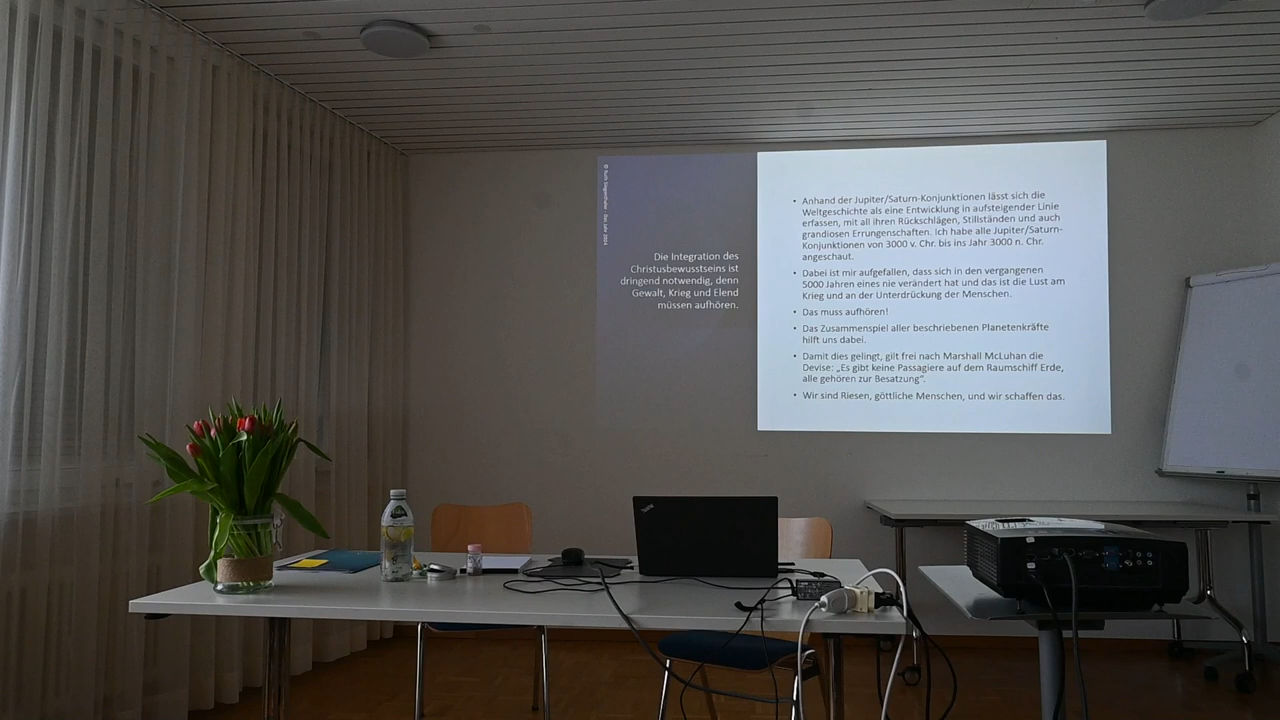 © Ruth Siegenthaler - Das Jahr 2024
Die Integration des
Christusbewusstseins ist
dringend notwendig, denn
Gewalt, Krieg und Elend
müssen aufhören.
• Anhand der Jupiter/Saturn-Konjunktionen lässt sich die
Weltgeschichte als eine Entwicklung in aufsteigender Linie
erfassen, mit all ihren Rückschlägen, Stillständen und auch
grandiosen Errungenschaften. Ich habe alle Jupiter/Saturn-
Konjunktionen von 3000 v. Chr. bis ins Jahr 3000 n. Chr.
angeschaut.
• Dabei ist mir aufgefallen, dass sich in den vergangenen
5000 Jahren eines nie verändert hat und das ist die Lust am
Krieg und an der Unterdrückung der Menschen.
• Das muss aufhören!
• Das Zusammenspiel aller beschriebenen Planetenkräfte
hilft uns dabei.
• Damit dies gelingt, gilt frei nach Marshall McLuhan die
Devise: „Es gibt keine Passagiere auf dem Raumschiff Erde,
alle gehören zur Besatzung“.
• Wir sind Riesen, göttliche Menschen, und wir schaffen das.